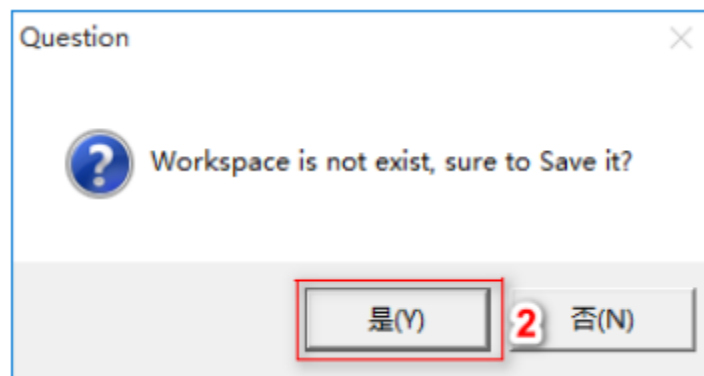 Question
Workspace is not exist, sure to Save it?
是(Y)
2
否(N)